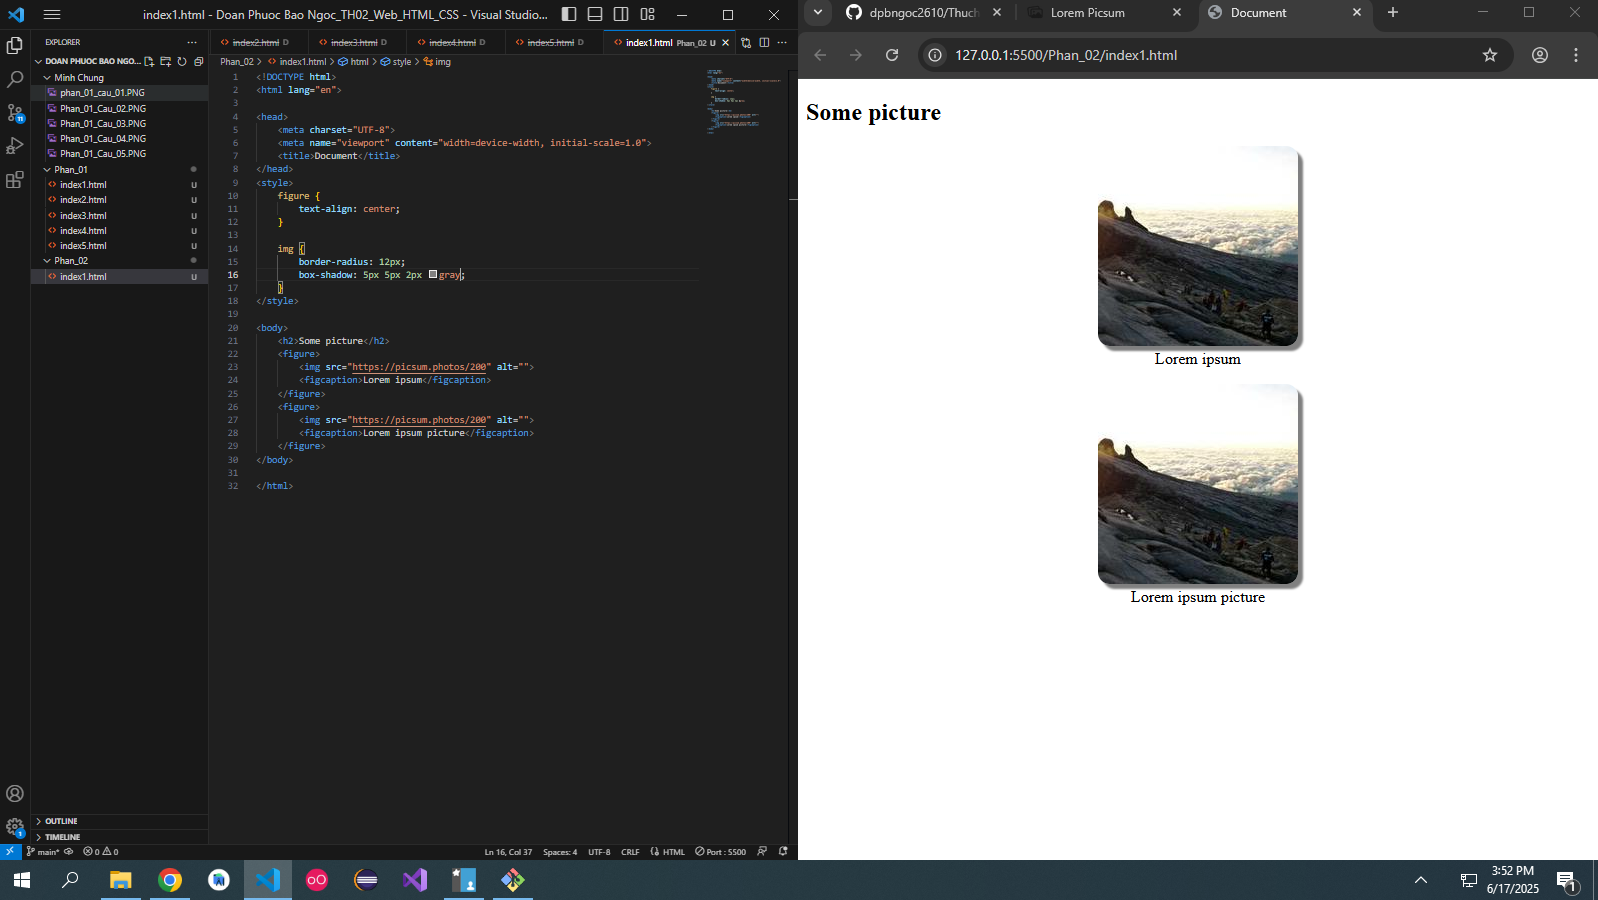 index1.html - Doan Phuoc Bao Ngoc_TH02_Web_HTML_CSS - Visual Studio...
EXPLORER
DOAN PHUOC BAO NGO...
Minh Chung
phan_01_cau_01.PNG
Phan_01_Cau_02.PNG
Phan_01_Cau_03.PNG
Phan_01_Cau_04.PNG
Phan_01_Cau_05.PNG
Phan_01
index1.html U
index2.html U
index3.html U
index4.html U
index5.html U
Phan_02
index1.html U
OUTLINE
TIMELINE
11
1
index2.html D index3.html D index4.html D index5.html D index1.html Phan_02 U
Phan_02 > index1.html > html > style > img
1 <!DOCTYPE html>
2 <html lang="en">
3
4 <head>
5 <meta charset="UTF-8">
6 <meta name="viewport" content="width=device-width, initial-scale=1.0">
7 <title>Document</title>
8 </head>
9 <style>
10 figure {
11 text-align: center;
12 }
13
14 img {
15 border-radius: 12px;
16 box-shadow: 5px 5px 2px gray;
17 }
18 </style>
19
20 <body>
21 <h2>Some picture</h2>
22 <figure>
23 <img src="https://picsum.photos/200" alt="">
24 <figcaption>Lorem ipsum</figcaption>
25 </figure>
26 <figure>
27 <img src="https://picsum.photos/200" alt="">
28 <figcaption>Lorem ipsum picture</figcaption>
29 </figure>
30 </body>
31
32 </html>
main* 0 0 Ln 16, Col 37 Spaces: 4 UTF-8 CRLF HTML Port : 5500
dpbngoc2610/Thuch Lorem Picsum Document
127.0.0.1:5500/Phan_02/index1.html
Some picture
Lorem ipsum
Lorem ipsum picture
3:52 PM
6/17/2025
1